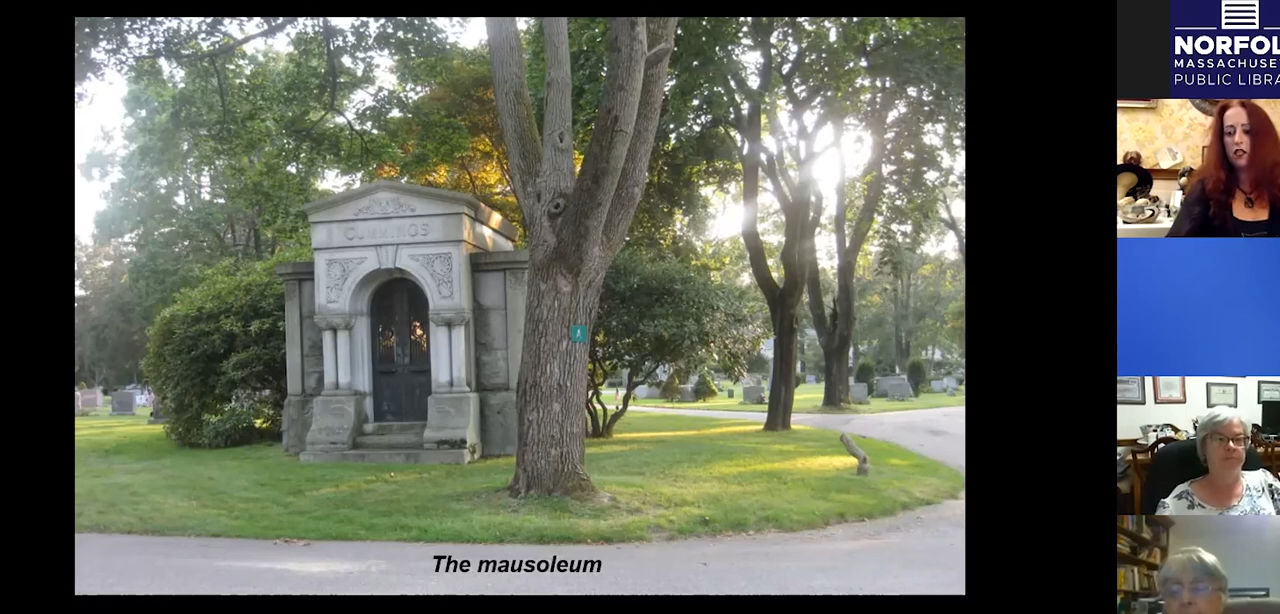 CUMMINGS
The mausoleum
NORFOL
MASSACHUSE
PUBLIC LIBRA